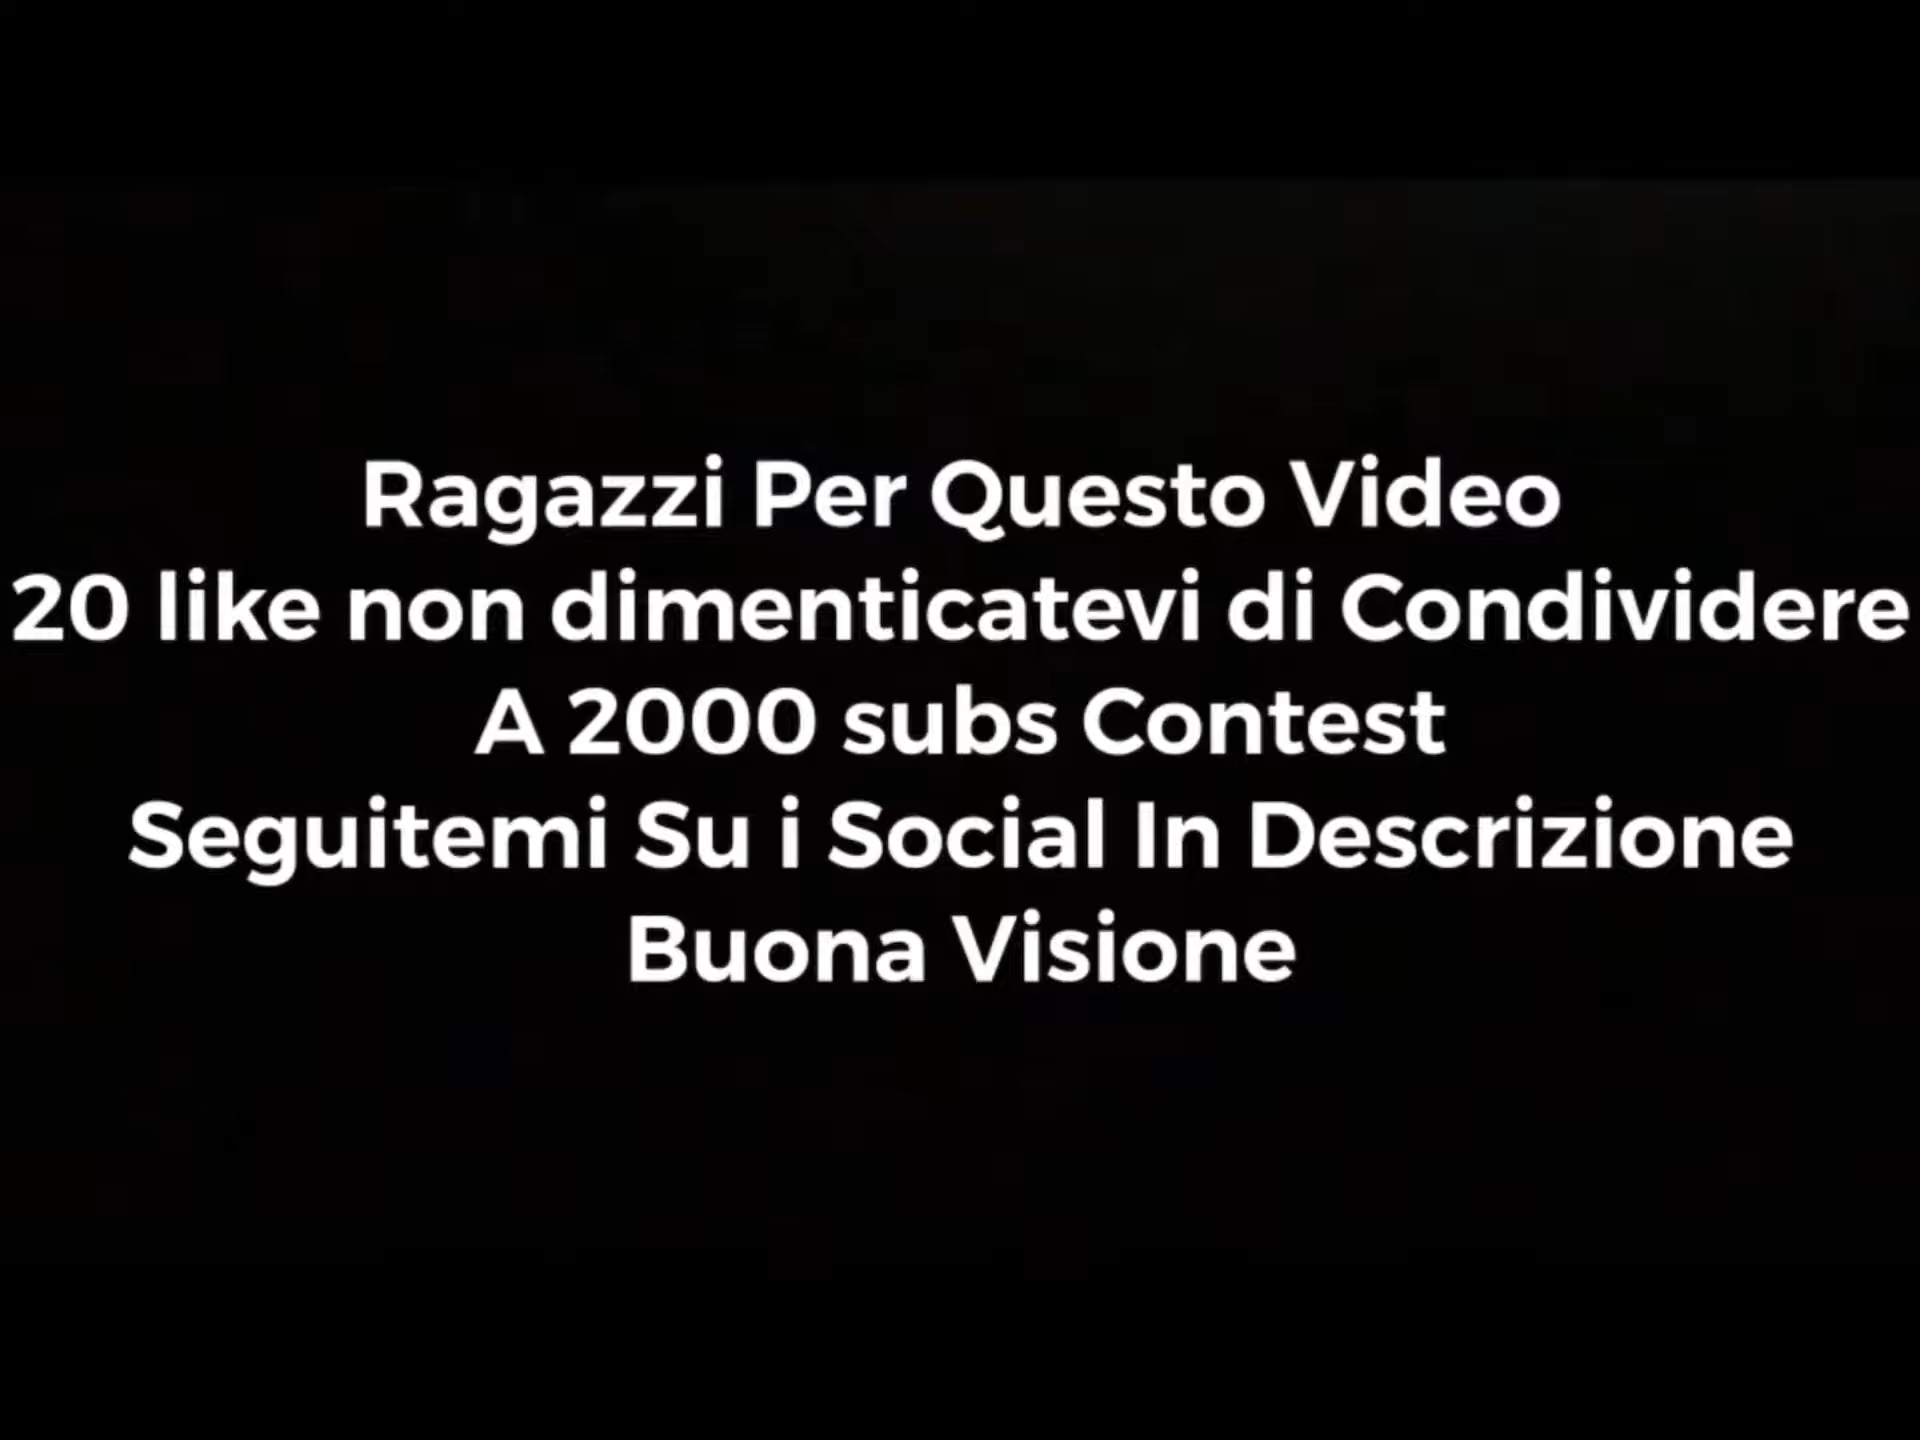 Ragazzi Per Questo Video
20 like non dimenticatevi di Condividere
A 2000 subs Contest
Seguitemi Su i Social In Descrizione
Buona Visione